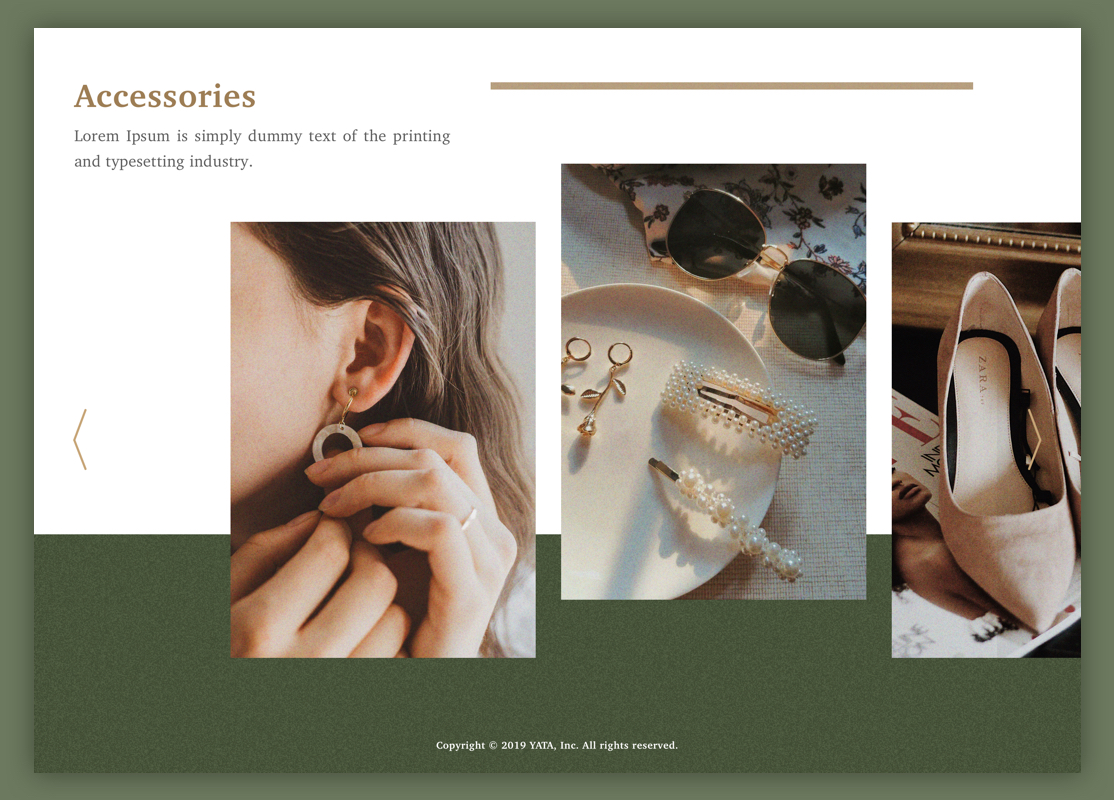 Accessories
Lorem Ipsum is simply dummy text of the printing
and typesetting industry.
ZARA
Copyright © 2019 YATA, Inc. All rights reserved.